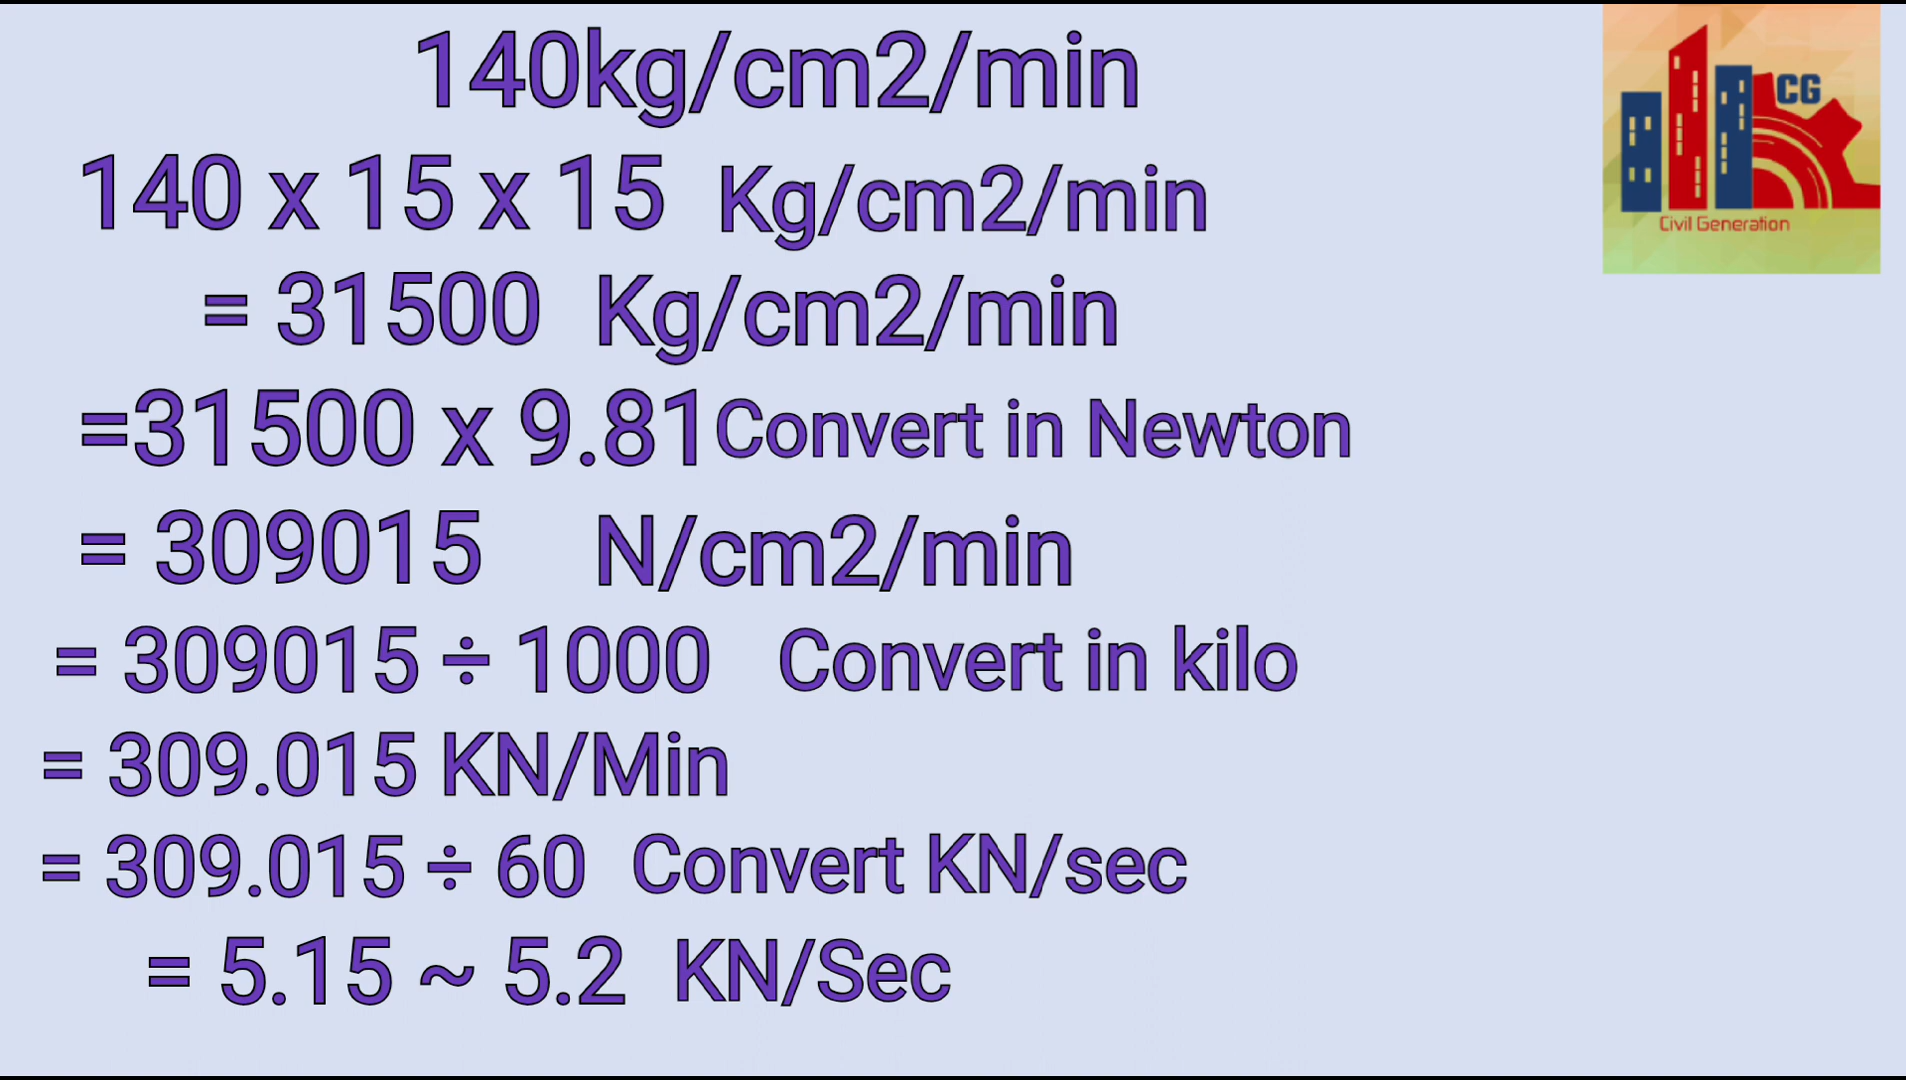 140kg/cm2/min
140 x 15 x 15 Kg/cm2/min
= 31500 Kg/cm2/min
=31500 x 9.81 Convert in Newton
= 309015 N/cm2/min
= 309015 ÷ 1000 Convert in kilo
= 309.015 KN/Min
= 309.015 ÷ 60 Convert KN/sec
= 5.15 ~ 5.2 KN/Sec
CG
Civil Generation